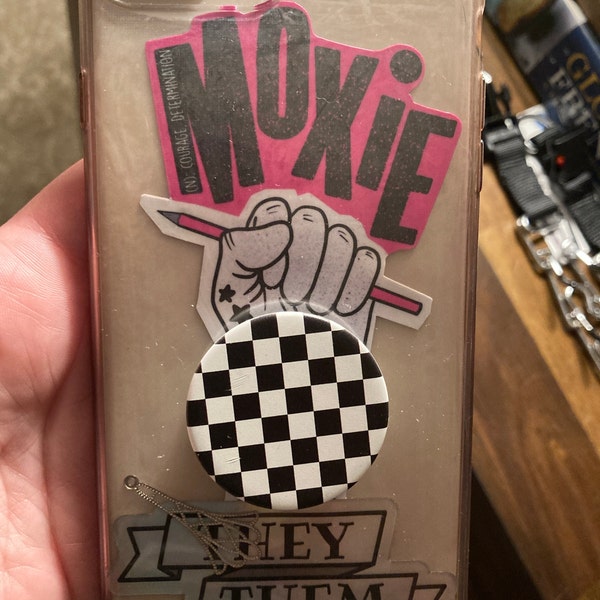 MOXiE
(N): COURAGE, DETERMINATION
THEY
THEM